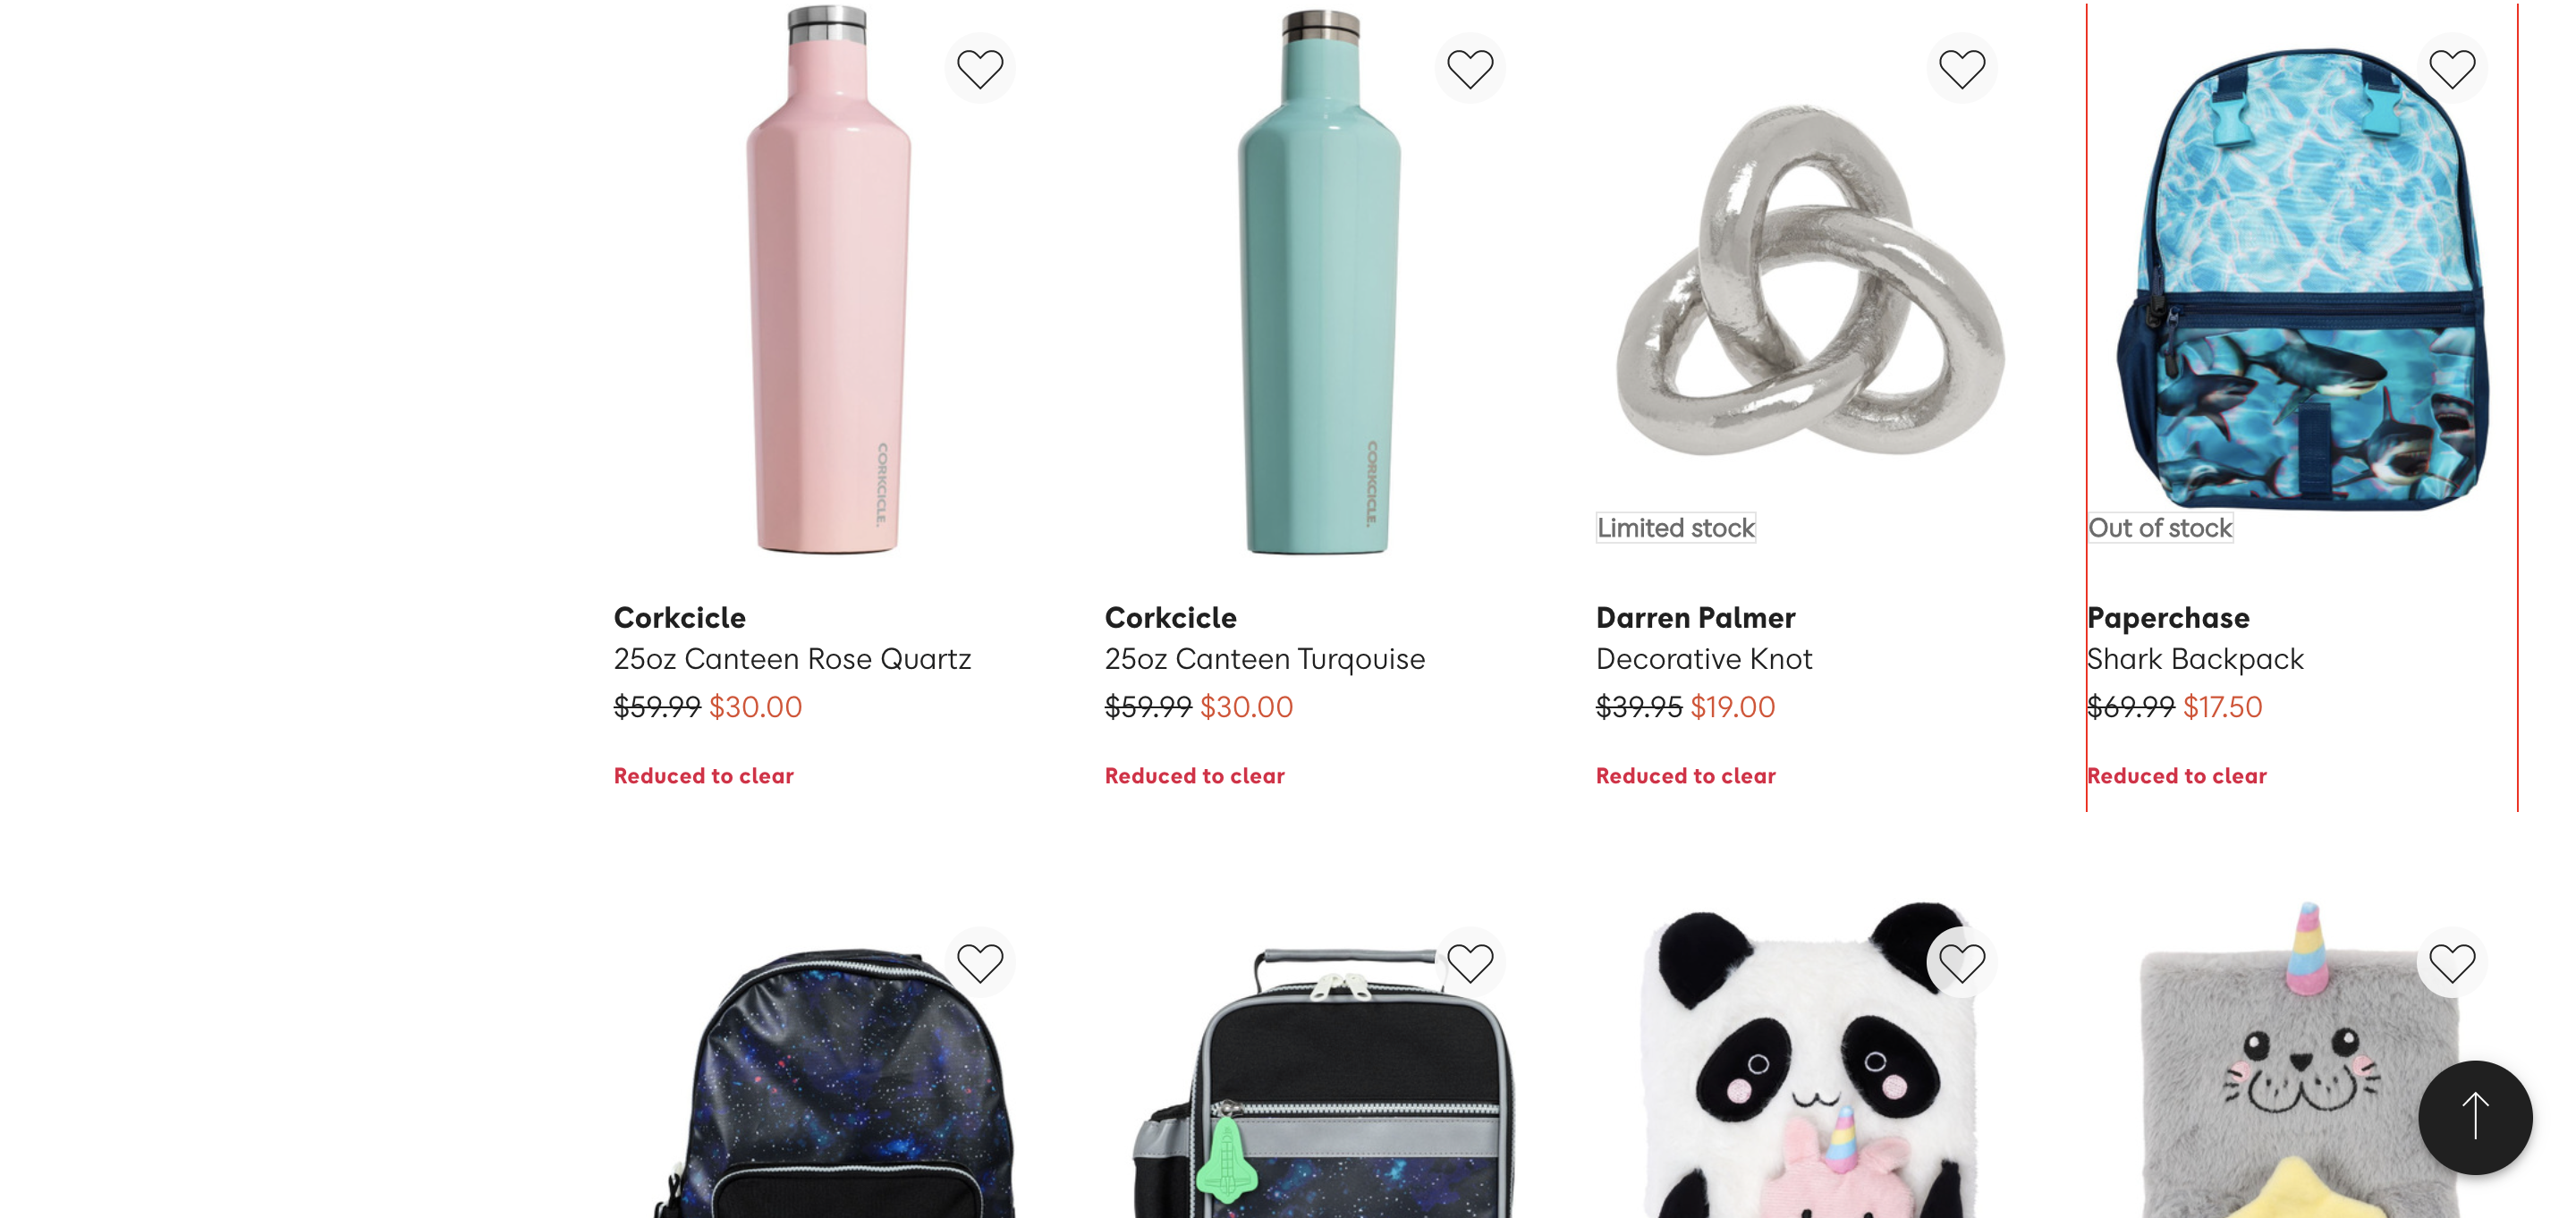 CORKCICLE.
CORKCICLE.
Limited stock
Out of stock
Corkcicle
25oz Canteen Rose Quartz
$59.99 $30.00
Reduced to clear
Corkcicle
25oz Canteen Turqouise
$59.99 $30.00
Reduced to clear
Darren Palmer
Decorative Knot
$39.95 $19.00
Reduced to clear
Paperchase
Shark Backpack
$69.99 $17.50
Reduced to clear